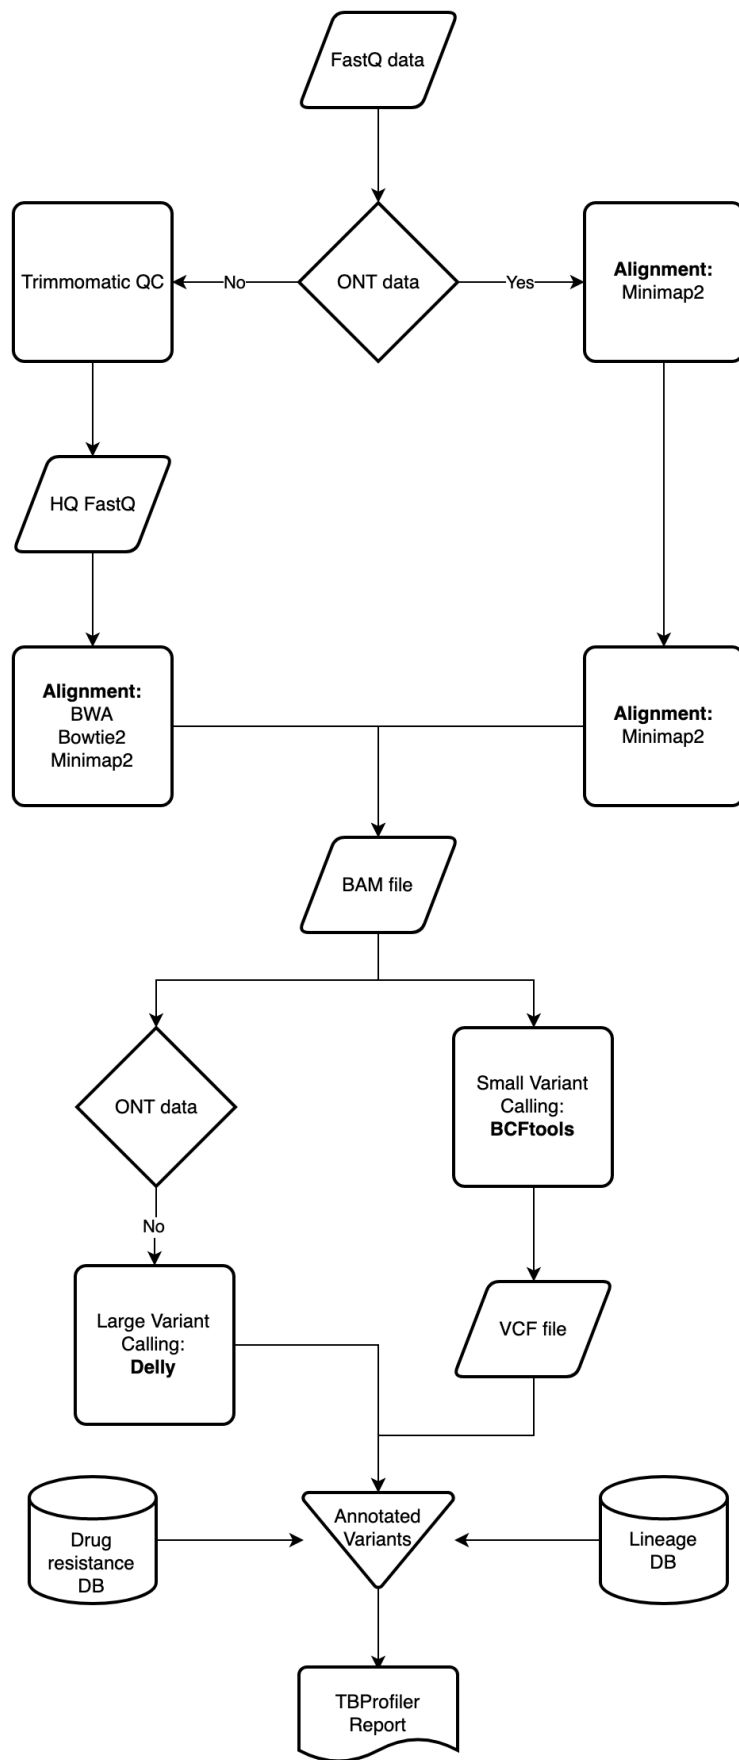 FastQ data
Trimmomatic QC
No
ONT data
Yes
Alignment:
Minimap2
HQ FastQ
Alignment:
BWA
Bowtie2
Minimap2
Alignment:
Minimap2
BAM file
ONT data
Small Variant
Calling:
BCFtools
No
Large Variant
Calling:
Delly
VCF file
Drug
resistance
DB
Annotated
Variants
Lineage
DB
TBProfiler
Report